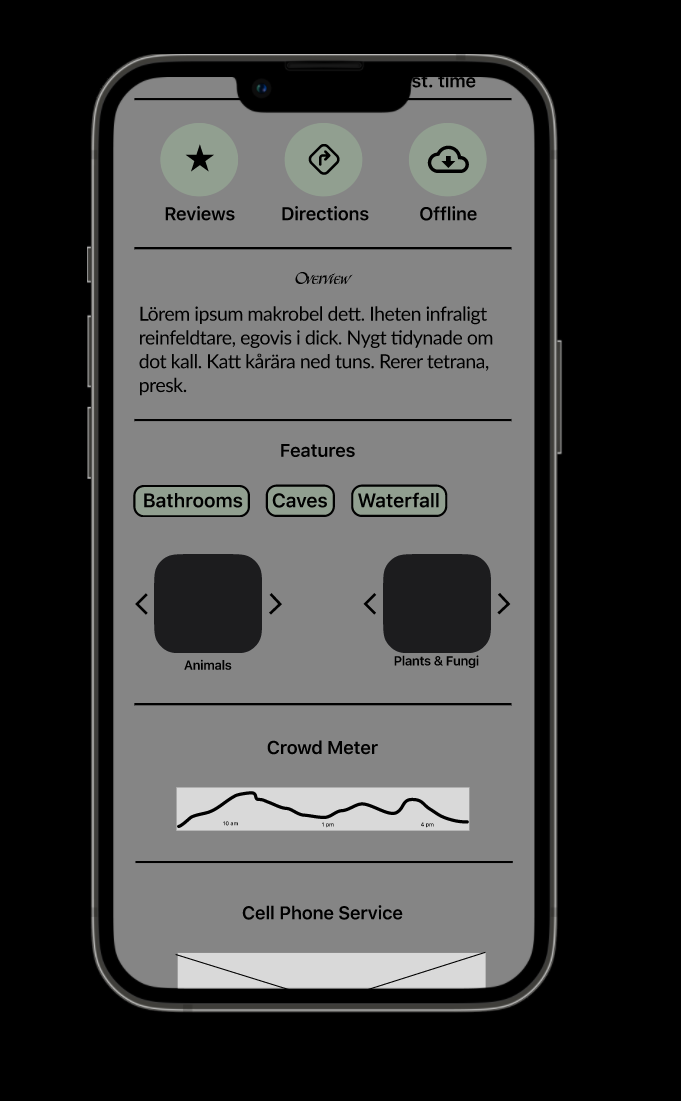 st. time
Reviews Directions Offline
Overview
Lörem ipsum makrobel dett. Iheten infraligt
reinfeldtare, egovis i dick. Nygt tidynade om
dot kall. Katt kårära ned tuns. Rerer tetrana,
presk.
Features
Bathrooms Caves Waterfall
Animals Plants & Fungi
Crowd Meter
10 am 1 pm 4 pm
Cell Phone Service